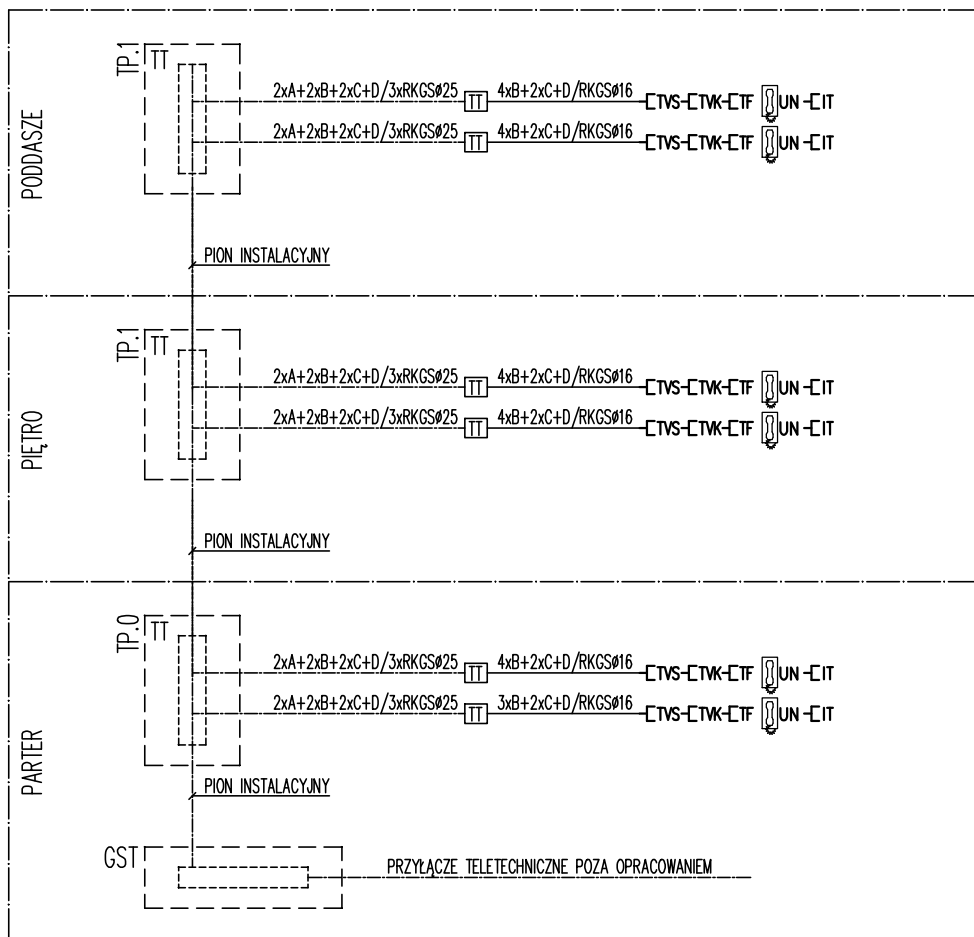 PODDASZE
TP.1
TT
2xA+2xB+2xC+D/3xRKGSø25 TT 4xB+2xC+D/RKGSø16 TVS TVK TF UN IT
2xA+2xB+2xC+D/3xRKGSø25 TT 4xB+2xC+D/RKGSø16 TVS TVK TF UN IT
PION INSTALACYJNY
PIĘTRO
TP.1
TT
2xA+2xB+2xC+D/3xRKGSø25 TT 4xB+2xC+D/RKGSø16 TVS TVK TF UN IT
2xA+2xB+2xC+D/3xRKGSø25 TT 4xB+2xC+D/RKGSø16 TVS TVK TF UN IT
PION INSTALACYJNY
PARTER
TP.0
TT
2xA+2xB+2xC+D/3xRKGSø25 TT 4xB+2xC+D/RKGSø16 TVS TVK TF UN IT
2xA+2xB+2xC+D/3xRKGSø25 TT 3xB+2xC+D/RKGSø16 TVS TVK TF UN IT
PION INSTALACYJNY
GST
PRZYŁĄCZE TELETECHNICZNE POZA OPRACOWANIEM